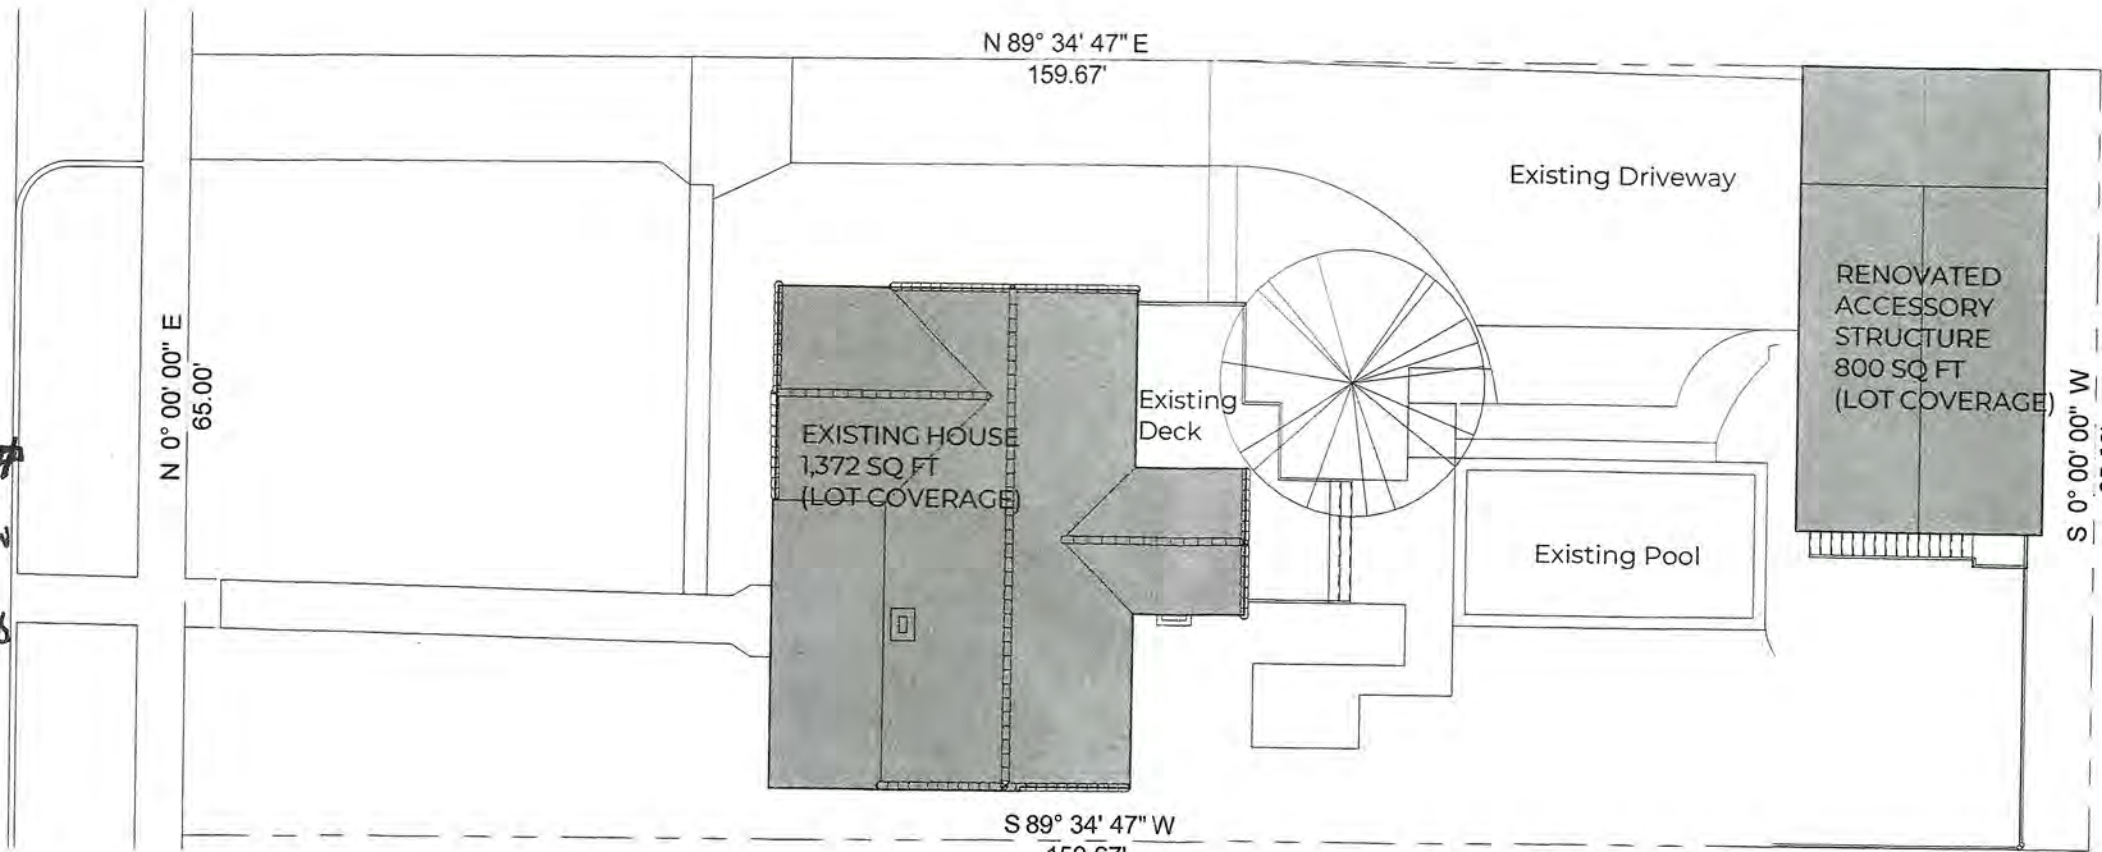 N 89° 34' 47" E
159.67'
Existing Driveway
RENOVATED
ACCESSORY
STRUCTURE
800 SQ FT
(LOT COVERAGE)
N 0° 00' 00" E
65.00'
Existing
Deck
EXISTING HOUSE
1,372 SQ FT
(LOT COVERAGE)
Existing Pool
S 0° 00' 00" W
S 89° 34' 47" W
159.67'